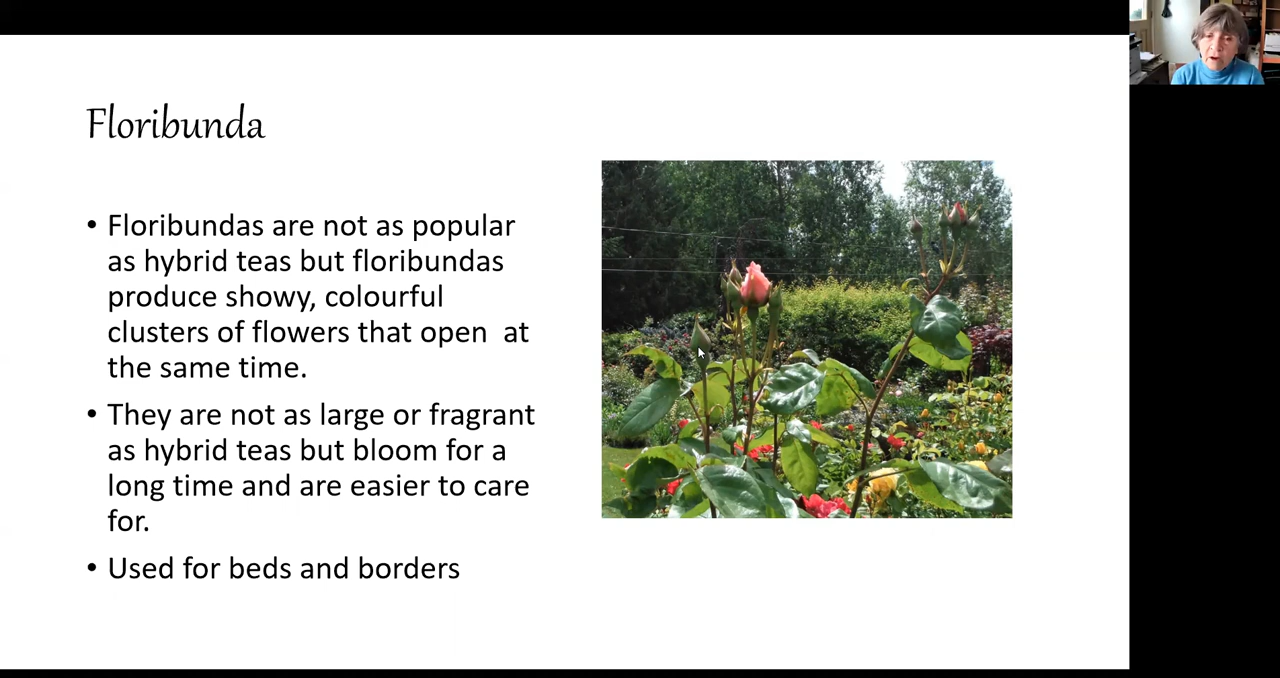 Floribunda
• Floribundas are not as popular
as hybrid teas but floribundas
produce showy, colourful
clusters of flowers that open  at
the same time.
• They are not as large or fragrant
as hybrid teas but bloom for a
long time and are easier to care
for.
• Used for beds and borders